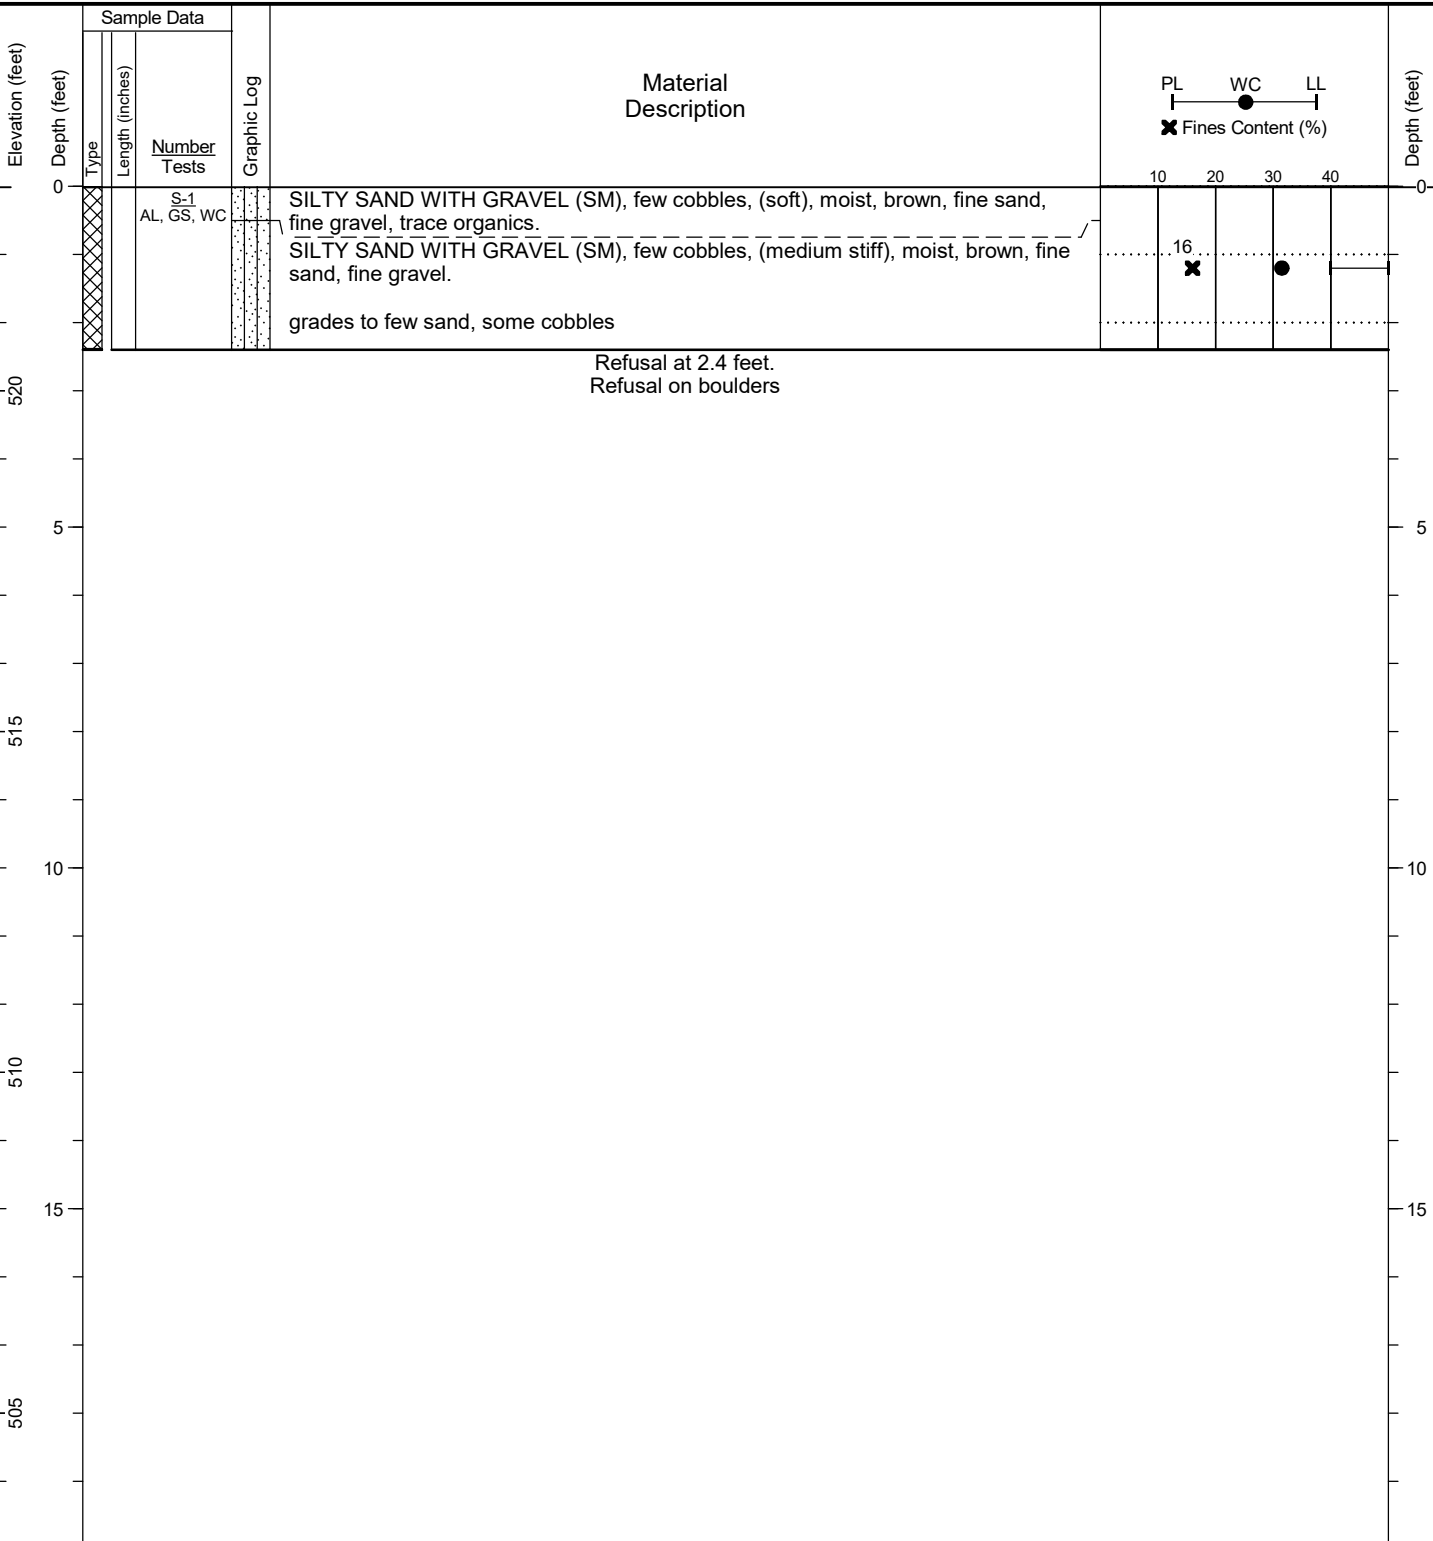 Sample Data
Elevation (feet)
Depth (feet)
Type
Length (inches)
Number
Tests
Graphic Log
Material
Description
PL WC LL
Fines Content (%)
Depth (feet)
10 20 30 40
0
0
S-1
AL, GS, WC
SILTY SAND WITH GRAVEL (SM), few cobbles, (soft), moist, brown, fine sand,
fine gravel, trace organics.
SILTY SAND WITH GRAVEL (SM), few cobbles, (medium stiff), moist, brown, fine
sand, fine gravel.
16
grades to few sand, some cobbles
Refusal at 2.4 feet.
Refusal on boulders
520
5
5
515
10
10
510
15
15
505